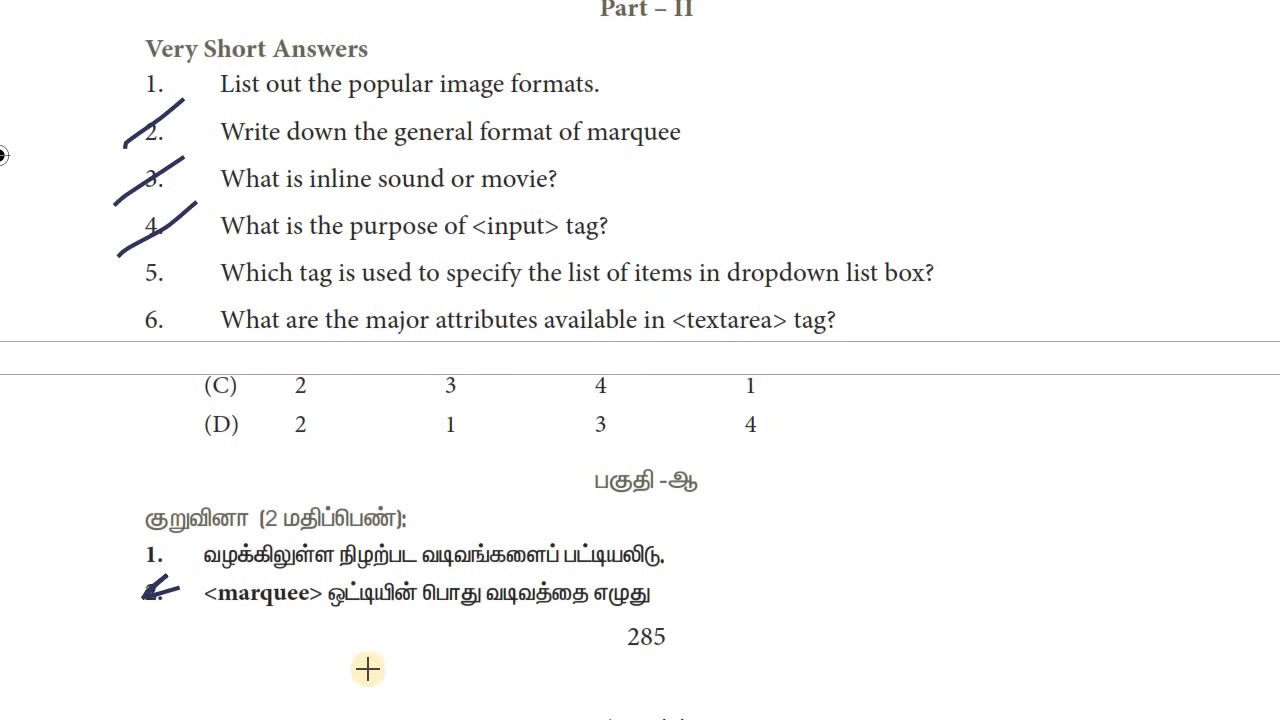 Part – II
Very Short Answers
1. List out the popular image formats.
2. Write down the general format of marquee
3. What is inline sound or movie?
4. What is the purpose of <input> tag?
5. Which tag is used to specify the list of items in dropdown list box?
6. What are the major attributes available in <textarea> tag?
(C) 2 3 4 1
(D) 2 1 3 4
பகுதி -ஆ
குறுவினா (2 மதிப்பெண்):
1. வழக்கிலுள்ள நிழற்பட வடிவங்களைப் பட்டியலிடு.
2. <marquee> ஒட்டியின் பொது வடிவத்தை எழுது
285